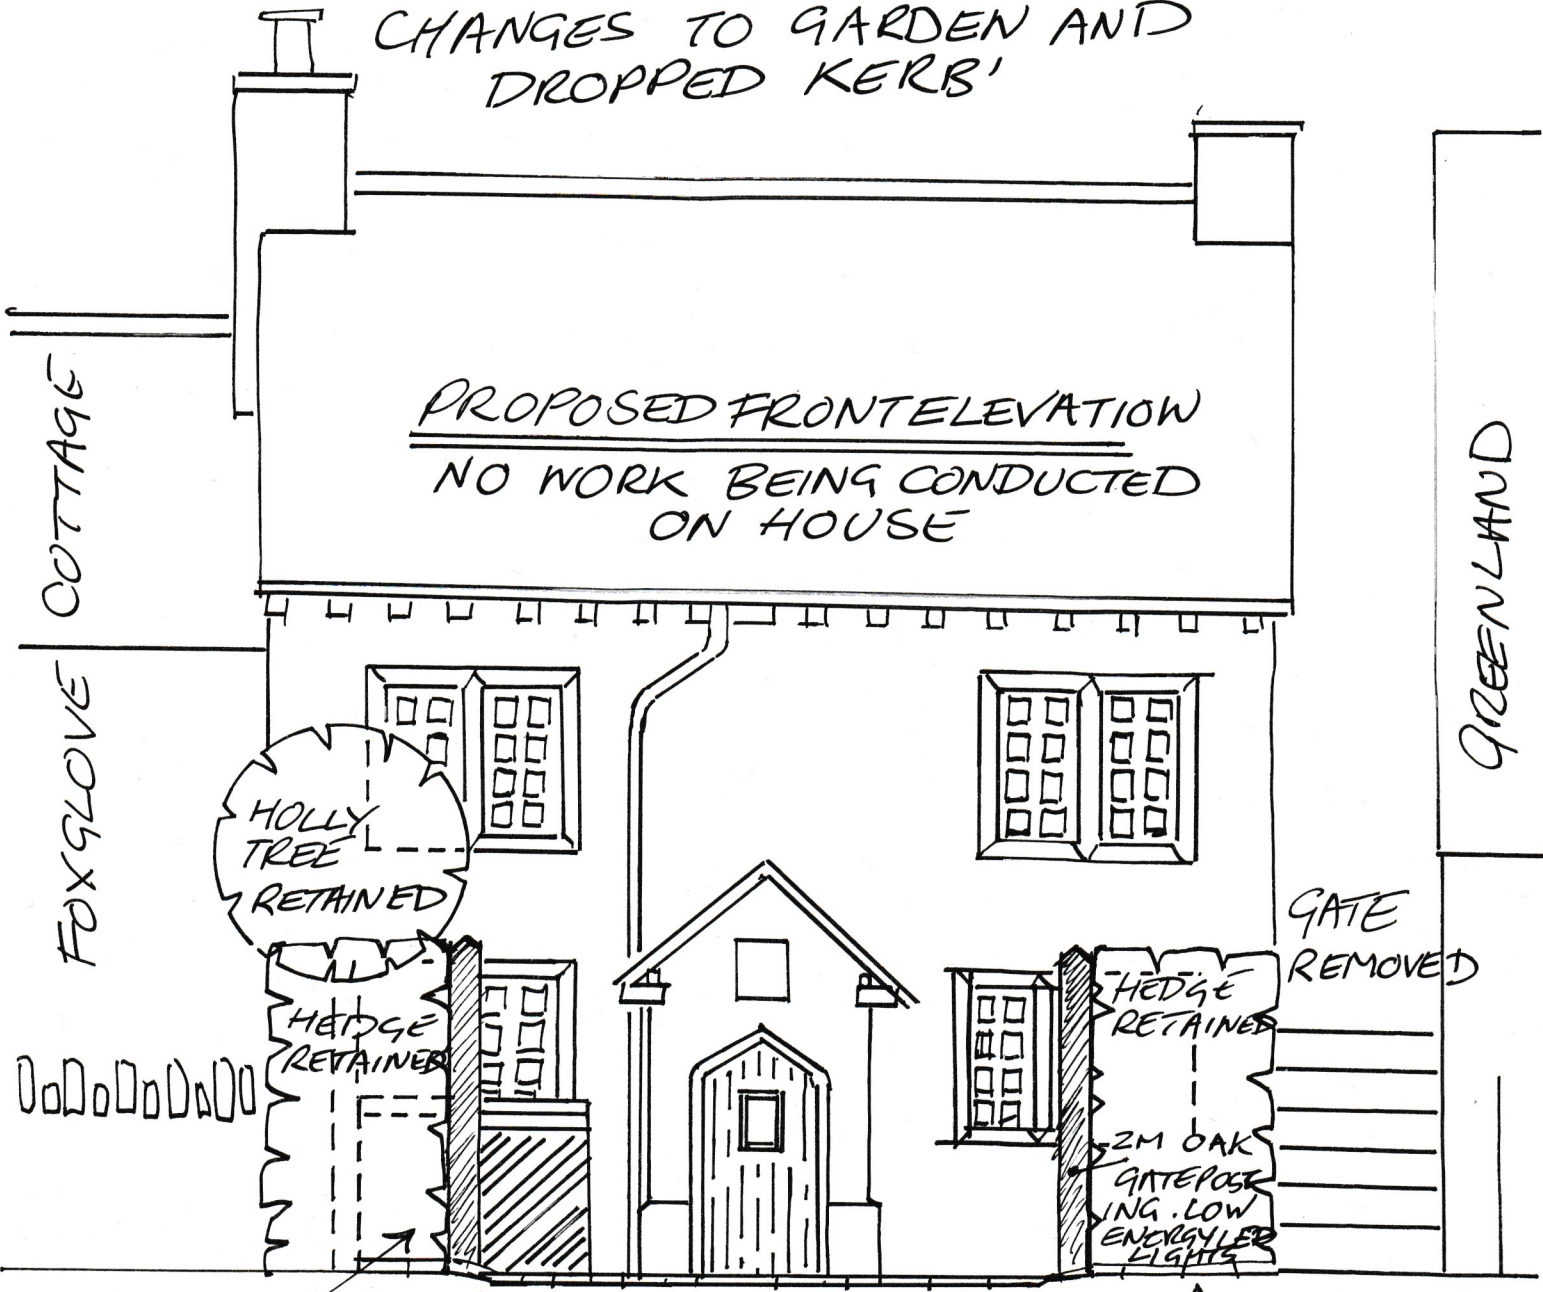 CHANGES TO GARDEN AND
DROPPED KERB'
PROPOSED FRONT ELEVATION
NO WORK BEING CONDUCTED
ON HOUSE
FOXGLOVE COTTAGE
GREENLAND
HOLLY
TREE
RETAINED
HEDGE
RETAINED
GATE
REMOVED
HEDGE
RETAINED
2M OAK
GATEPOST
ING. LOW
ENERGY LED
LIGHTS